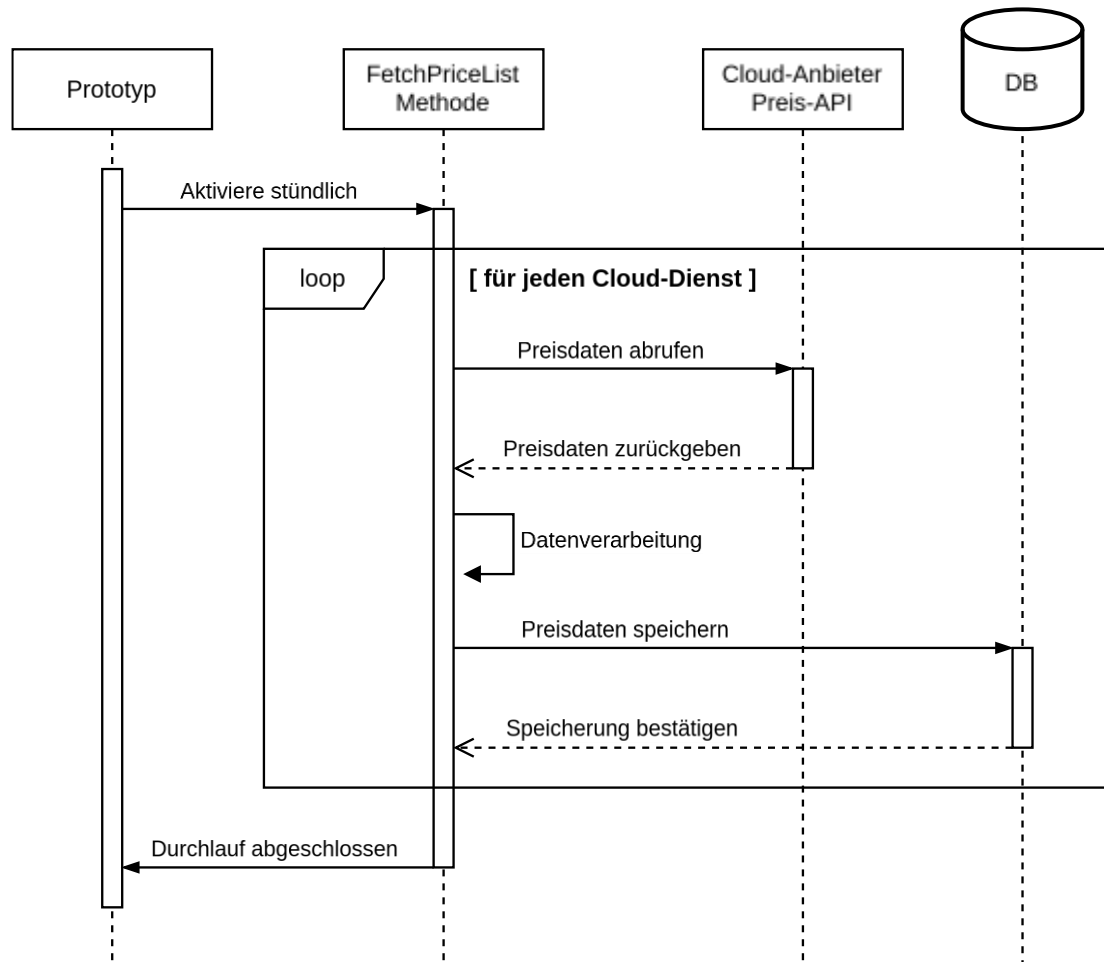 Prototyp
FetchPriceList
Methode
Cloud-Anbieter
Preis-API
DB
Aktiviere stündlich
loop
[ für jeden Cloud-Dienst ]
Preisdaten abrufen
Preisdaten zurückgeben
Datenverarbeitung
Preisdaten speichern
Speicherung bestätigen
Durchlauf abgeschlossen